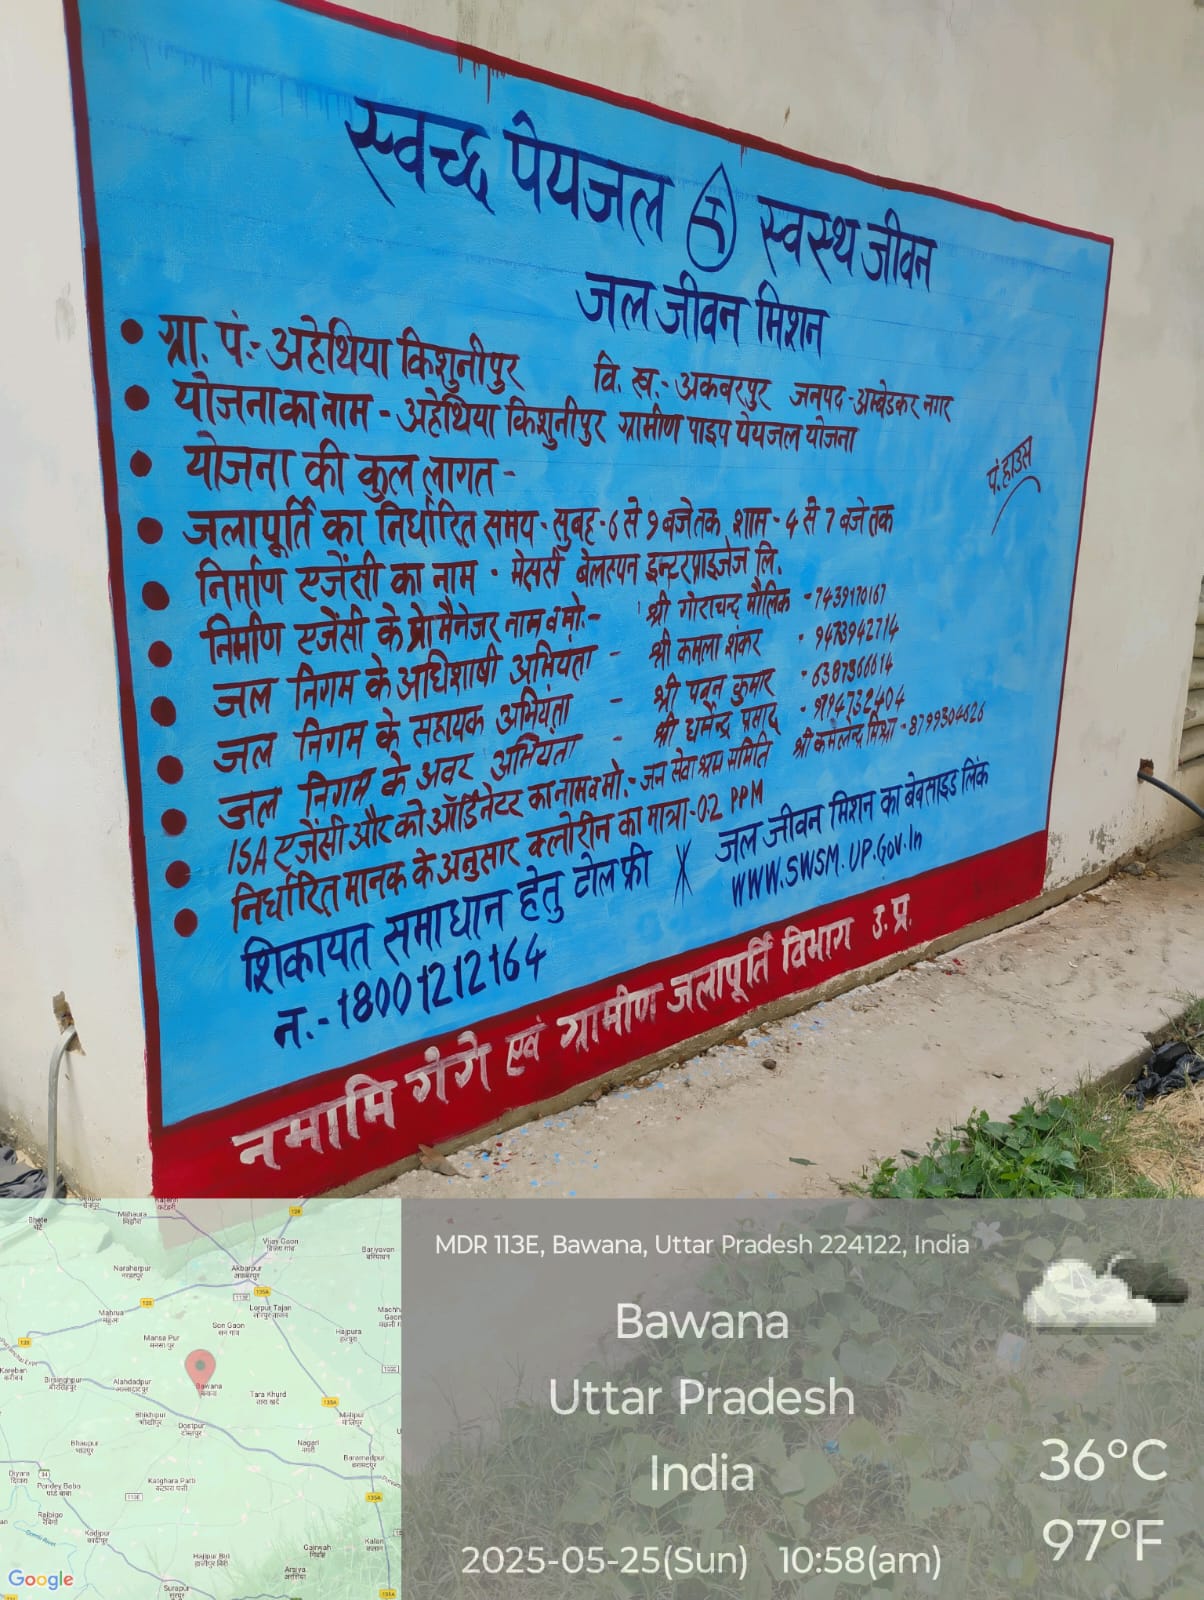 स्वच्छ पेयजल स्वस्थ जीवन
जल जीवन मिशन
ग्रा. पं:- अहेथिया किशुनीपुर वि. ख.- अकबरपुर जनपद - अम्बेडकर नगर
योजना का नाम - अहेथिया किशुनीपुर ग्रामीण पाइप पेयजल योजना
योजना की कुल लागत -
पं. हाउस
जलापूर्ति का निर्धारित समय - सुबह - 6 से 9 बजे तक शाम - 4 से 7 बजे तक
निर्माण एजेंसी का नाम - मेसर्स बेलस्पन इन्टरप्राइजेज लि.
निर्माण एजेंसी के प्रो मैनेजर नाम व मो:- श्री गोराचन्द मौलिक - 7439170167
जल निगम के अधिशाषी अभियंता - श्री कमला शंकर - 9473942714
जल निगम के सहायक अभियंता - श्री पवन कुमार - 6387366614
जल निगम के अवर अभियंता - श्री धर्मेन्द्र प्रसाद - 9794732404
ISA एजेंसी और को ऑर्डिनेटर का नाम व मो:- जन सेवा श्रम समिति श्री कमलेन्द्र मिश्रा - 8799304626
निर्धारित मानक के अनुसार क्लोरीन का मात्रा - 0.2 PPM
शिकायत समाधान हेतु टोल फ्री
न.- 18001212164
जल जीवन मिशन का बेबसाइड लिंक
WWW.SWSM.UP.Gov.In
नमामि गेगे एवं ग्रामीण जलापूर्ति विभाग उ.प्र.
MDR 113E, Bawana, Uttar Pradesh 224122, India
Bawana
Uttar Pradesh
India
36°C
97°F
2025-05-25(Sun) 10:58(am)
Google